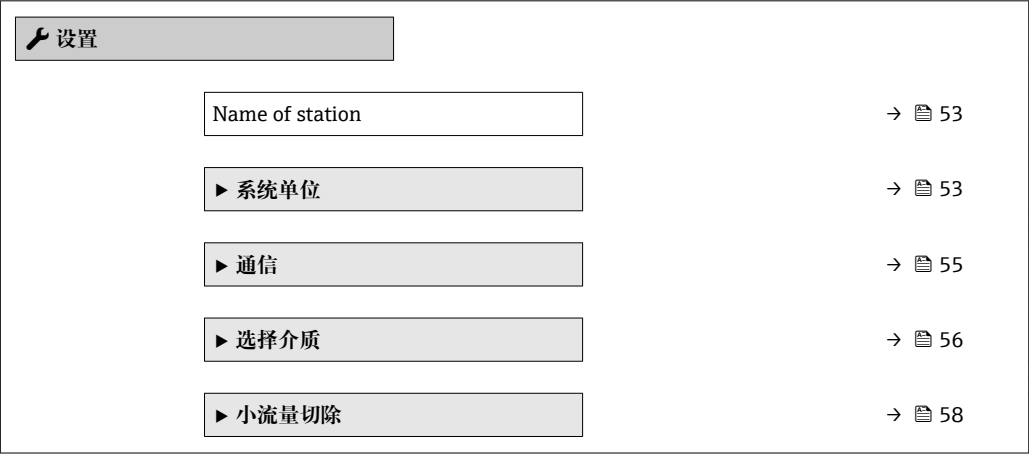 设置
Name of station → 53
▶ 系统单位 → 53
▶ 通信 → 55
▶ 选择介质 → 56
▶ 小流量切除 → 58